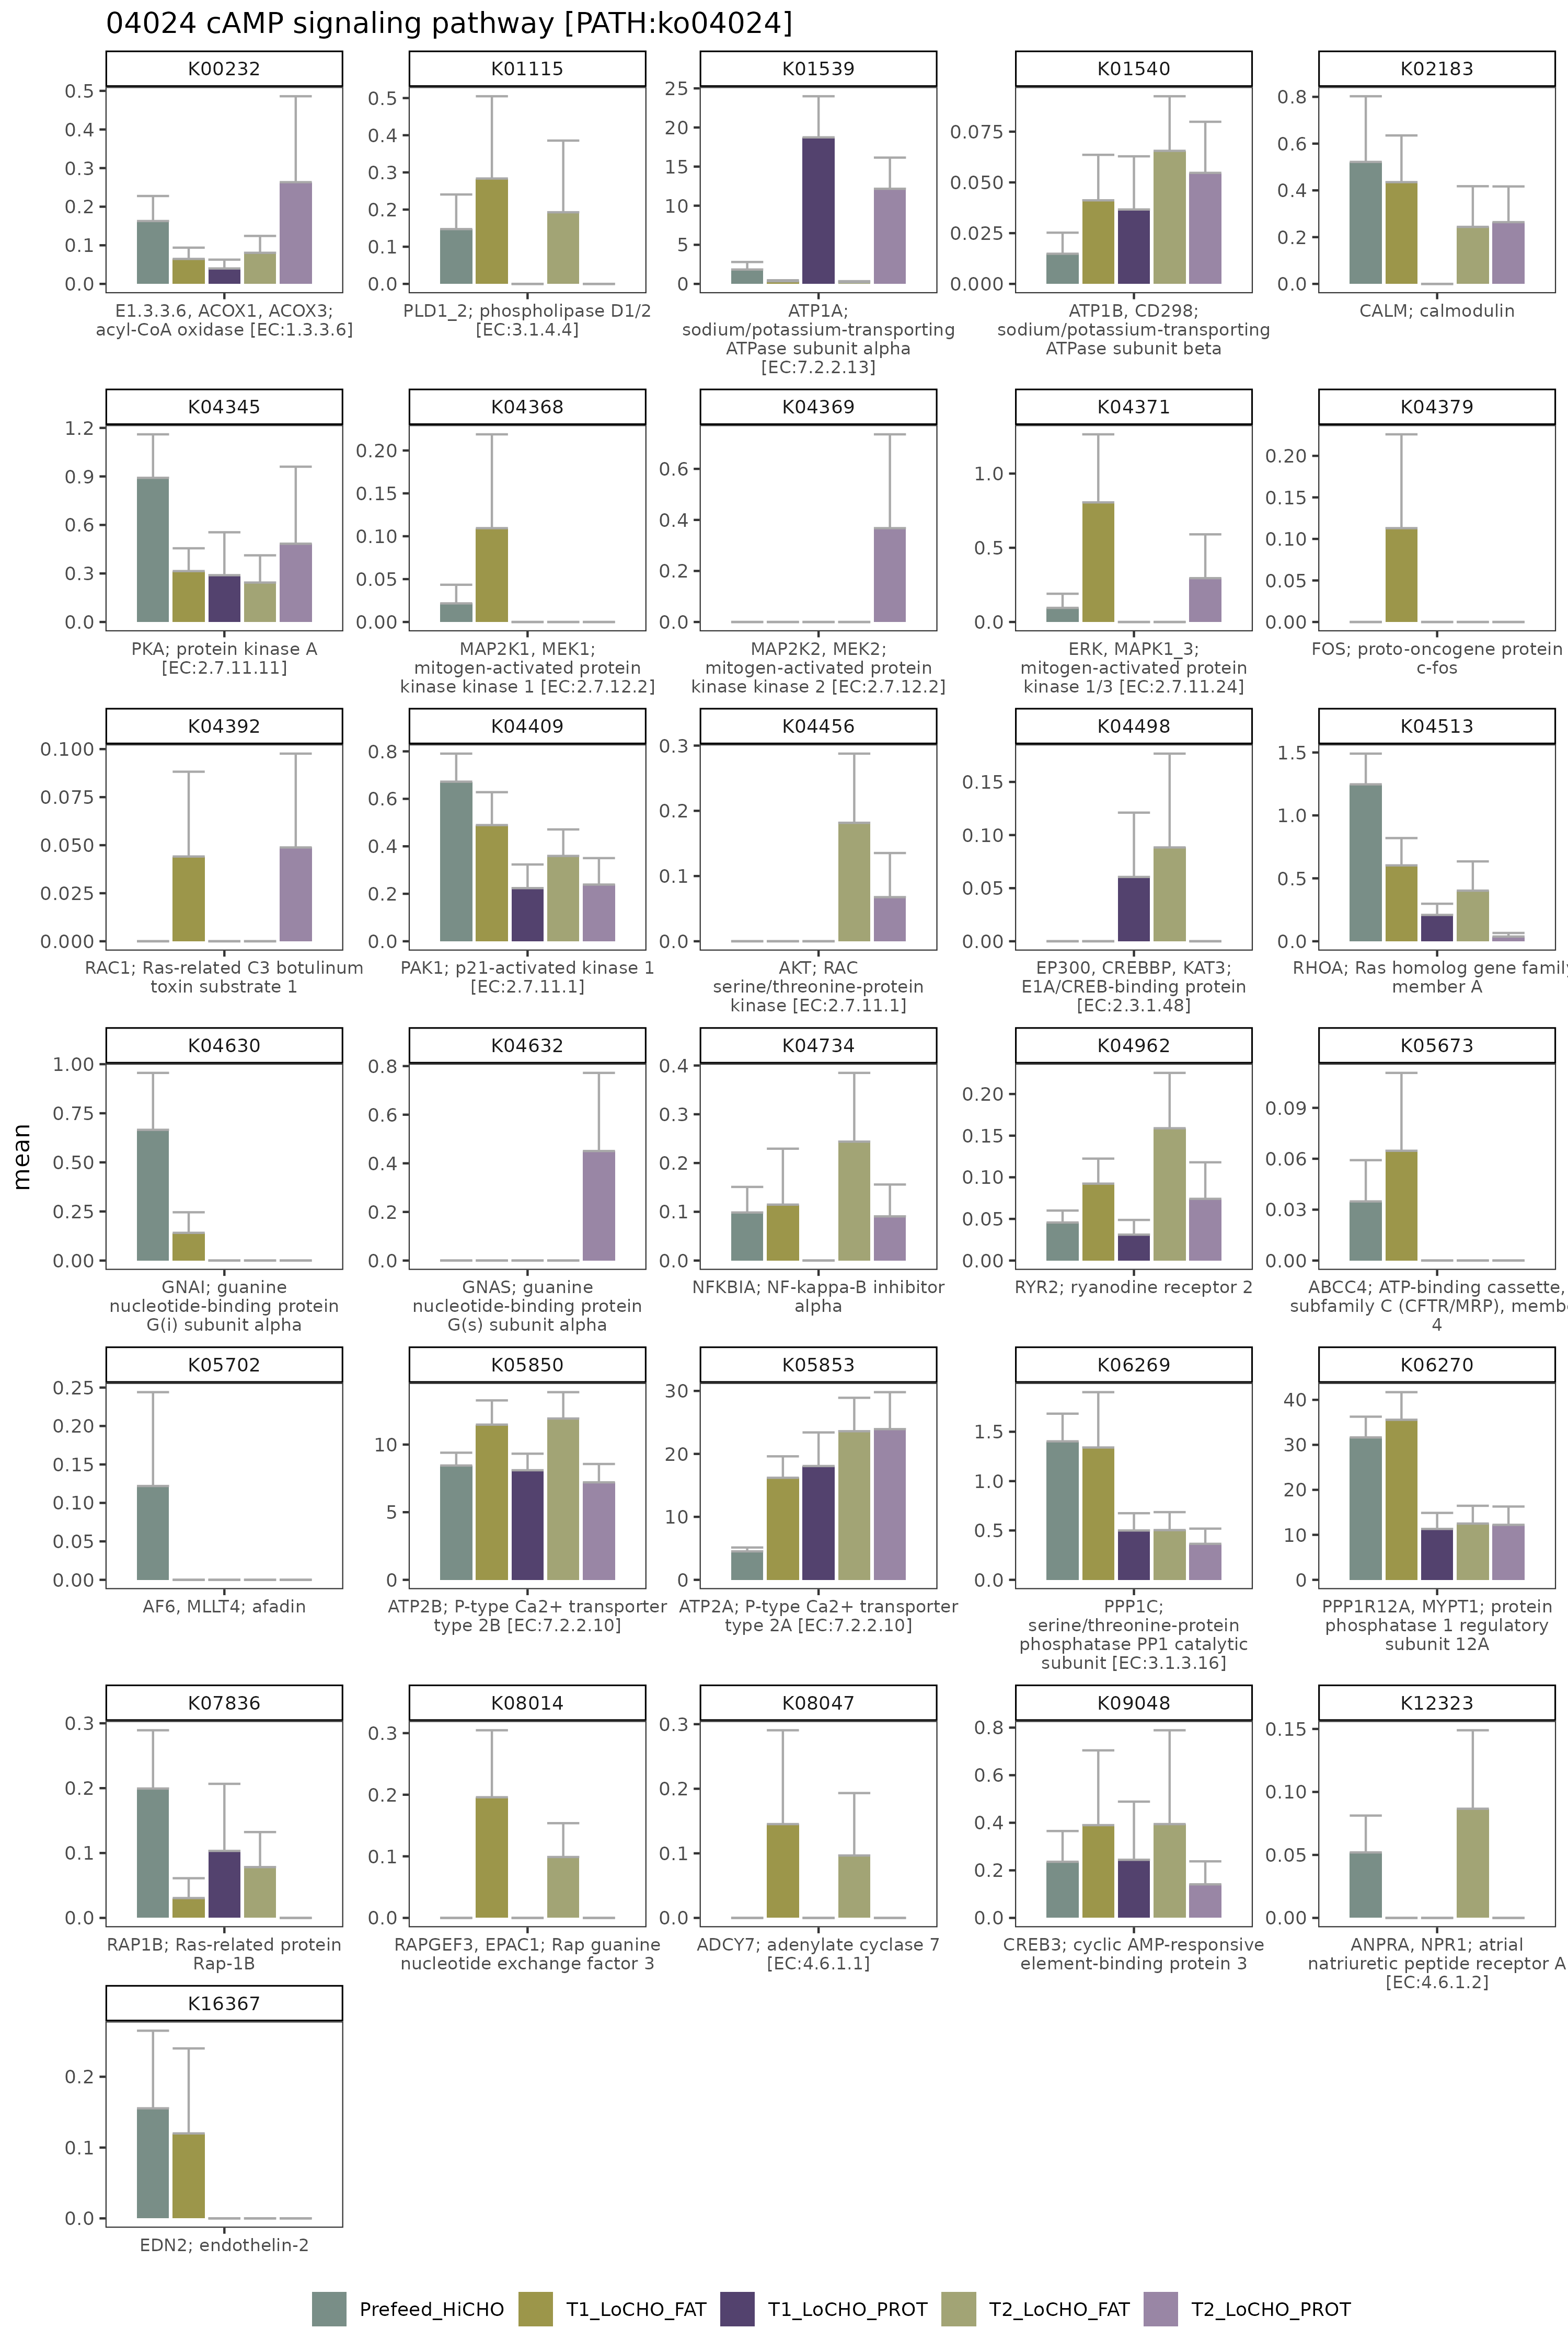 04024 cAMP signaling pathway [PATH:ko04024]
K00232 K01115 K01539 K01540 K02183
0.5 0.4 0.3 0.2 0.1 0.0
0.5 0.4 0.3 0.2 0.1 0.0
25 20 15 10 5 0
0.075 0.050 0.025 0.000
0.8 0.6 0.4 0.2 0.0
E1.3.3.6, ACOX1, ACOX3;
acyl-CoA oxidase [EC:1.3.3.6]
PLD1_2; phospholipase D1/2
[EC:3.1.4.4]
ATP1A;
sodium/potassium-transporting
ATPase subunit alpha
[EC:7.2.2.13]
ATP1B, CD298;
sodium/potassium-transporting
ATPase subunit beta
CALM; calmodulin
K04345 K04368 K04369 K04371 K04379
1.2 0.9 0.6 0.3 0.0
0.20 0.15 0.10 0.05 0.00
0.6 0.4 0.2 0.0
1.0 0.5 0.0
0.20 0.15 0.10 0.05 0.00
PKA; protein kinase A
[EC:2.7.11.11]
MAP2K1, MEK1;
mitogen-activated protein
kinase kinase 1 [EC:2.7.12.2]
MAP2K2, MEK2;
mitogen-activated protein
kinase kinase 2 [EC:2.7.12.2]
ERK, MAPK1_3;
mitogen-activated protein
kinase 1/3 [EC:2.7.11.24]
FOS; proto-oncogene protein
c-fos
K04392 K04409 K04456 K04498 K04513
0.100 0.075 0.050 0.025 0.000
0.8 0.6 0.4 0.2 0.0
0.3 0.2 0.1 0.0
0.15 0.10 0.05 0.00
1.5 1.0 0.5 0.0
RAC1; Ras-related C3 botulinum
toxin substrate 1
PAK1; p21-activated kinase 1
[EC:2.7.11.1]
AKT; RAC
serine/threonine-protein
kinase [EC:2.7.11.1]
EP300, CREBBP, KAT3;
E1A/CREB-binding protein
[EC:2.3.1.48]
RHOA; Ras homolog gene family
member A
mean
K04630 K04632 K04734 K04962 K05673
1.00 0.75 0.50 0.25 0.00
0.8 0.6 0.4 0.2 0.0
0.4 0.3 0.2 0.1 0.0
0.20 0.15 0.10 0.05 0.00
0.09 0.06 0.03 0.00
GNAI; guanine
nucleotide-binding protein
G(i) subunit alpha
GNAS; guanine
nucleotide-binding protein
G(s) subunit alpha
NFKBIA; NF-kappa-B inhibitor
alpha
RYR2; ryanodine receptor 2
ABCC4; ATP-binding cassette,
subfamily C (CFTR/MRP), memb
4
K05702 K05850 K05853 K06269 K06270
0.25 0.20 0.15 0.10 0.05 0.00
10 5 0
30 20 10 0
1.5 1.0 0.5 0.0
40 30 20 10 0
AF6, MLLT4; afadin
ATP2B; P-type Ca2+ transporter
type 2B [EC:7.2.2.10]
ATP2A; P-type Ca2+ transporter
type 2A [EC:7.2.2.10]
PPP1C;
serine/threonine-protein
phosphatase PP1 catalytic
subunit [EC:3.1.3.16]
PPP1R12A, MYPT1; protein
phosphatase 1 regulatory
subunit 12A
K07836 K08014 K08047 K09048 K12323
0.3 0.2 0.1 0.0
0.3 0.2 0.1 0.0
0.3 0.2 0.1 0.0
0.8 0.6 0.4 0.2 0.0
0.15 0.10 0.05 0.00
RAP1B; Ras-related protein
Rap-1B
RAPGEF3, EPAC1; Rap guanine
nucleotide exchange factor 3
ADCY7; adenylate cyclase 7
[EC:4.6.1.1]
CREB3; cyclic AMP-responsive
element-binding protein 3
ANPRA, NPR1; atrial
natriuretic peptide receptor A
[EC:4.6.1.2]
K16367
0.2 0.1 0.0
EDN2; endothelin-2
Prefeed_HiCHO T1_LoCHO_FAT T1_LoCHO_PROT T2_LoCHO_FAT T2_LoCHO_PROT